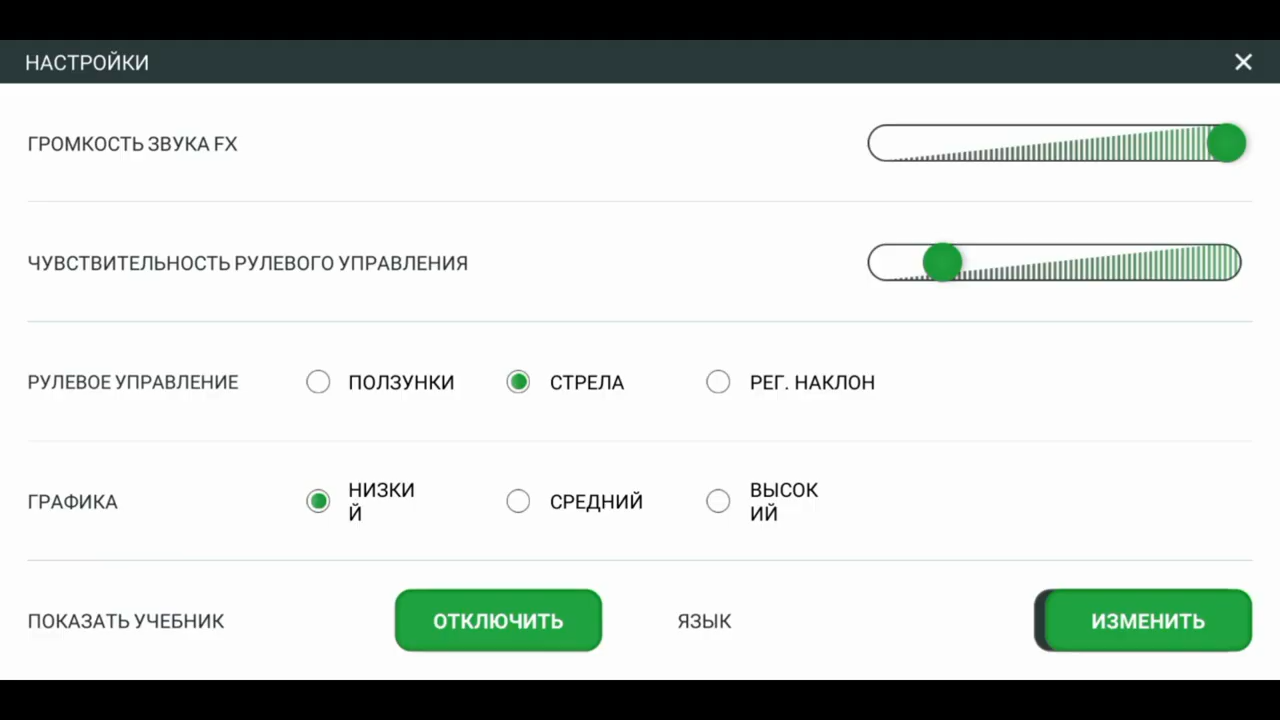 НАСТРОЙКИ
ГРОМКОСТЬ ЗВУКА FX
ЧУВСТВИТЕЛЬНОСТЬ РУЛЕВОГО УПРАВЛЕНИЯ
РУЛЕВОЕ УПРАВЛЕНИЕ ПОЛЗУНКИ СТРЕЛА РЕГ. НАКЛОН
ГРАФИКА
НИЗКИ
Й
СРЕДНИЙ
ВЫСОК
ИЙ
ПОКАЗАТЬ УЧЕБНИК ОТКЛЮЧИТЬ ЯЗЫК ИЗМЕНИТЬ